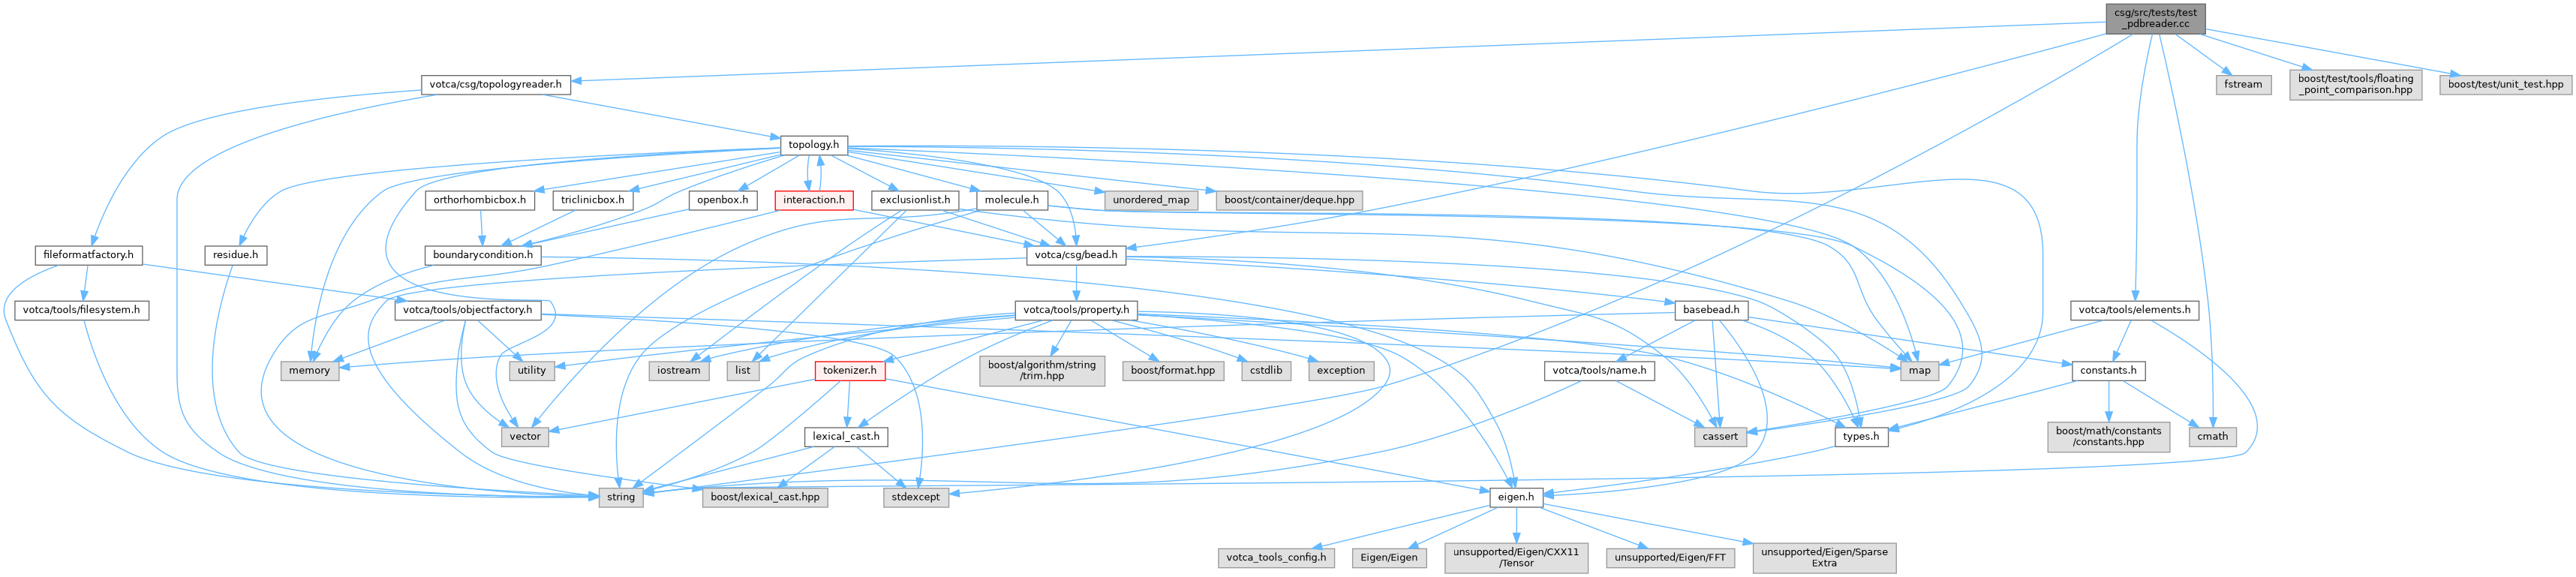 csg/src/tests/test
_pdbreader.cc
votca/csg/topologyreader.h
fstream
boost/test/tools/floating
_point_comparison.hpp
boost/test/unit_test.hpp
topology.h
orthorhombicbox.h
triclinicbox.h
openbox.h
interaction.h
exclusionlist.h
molecule.h
unordered_map
boost/container/deque.hpp
fileformatfactory.h
residue.h
boundarycondition.h
votca/csg/bead.h
votca/tools/filesystem.h
votca/tools/objectfactory.h
votca/tools/property.h
basebead.h
votca/tools/elements.h
memory
utility
iostream
list
tokenizer.h
boost/algorithm/string
/trim.hpp
boost/format.hpp
cstdlib
exception
votca/tools/name.h
map
constants.h
vector
lexical_cast.h
cassert
types.h
boost/math/constants
/constants.hpp
cmath
string
boost/lexical_cast.hpp
stdexcept
eigen.h
votca_tools_config.h
Eigen/Eigen
unsupported/Eigen/CXX11
/Tensor
unsupported/Eigen/FFT
unsupported/Eigen/Sparse
Extra